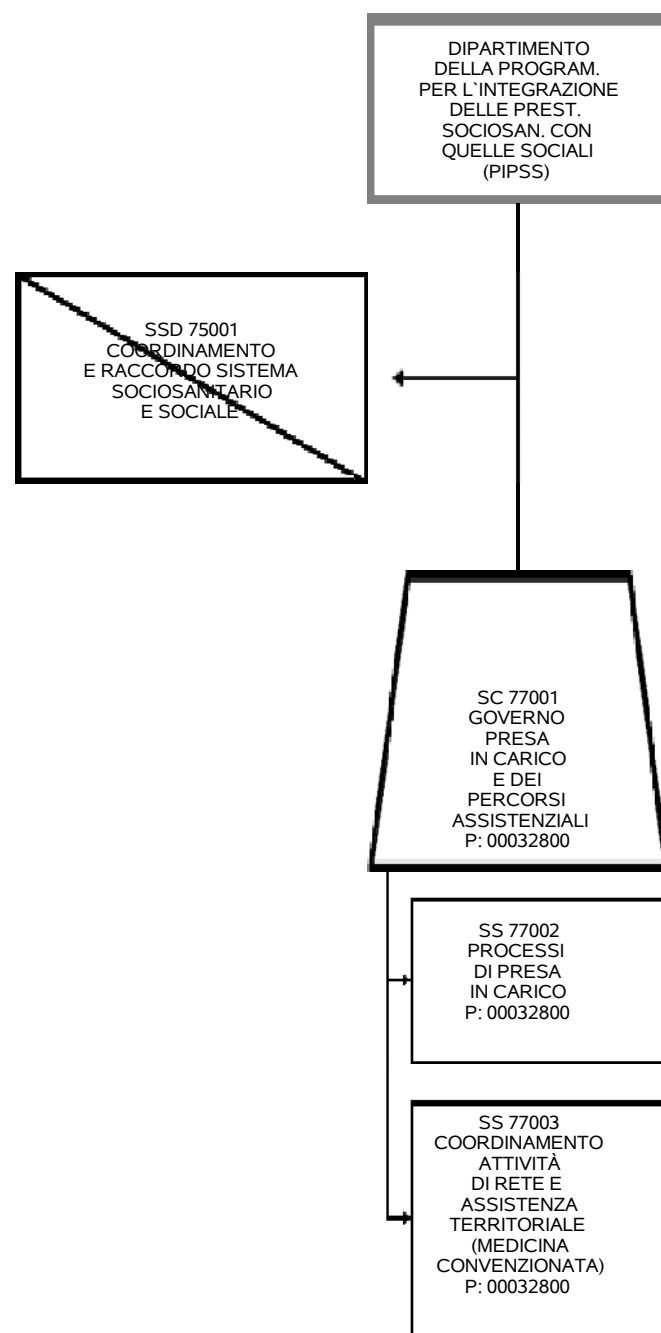 DIPARTIMENTO
DELLA PROGRAM.
PER L`INTEGRAZIONE
DELLE PREST.
SOCIOSAN. CON
QUELLE SOCIALI
(PIPSS)
SSD 75001
COORDINAMENTO
E RACCORDO SISTEMA
SOCIOSANITARIO
E SOCIALE
SC 77001
GOVERNO
PRESA
IN CARICO
E DEI
PERCORSI
ASSISTENZIALI
P: 00032800
SS 77002
PROCESSI
DI PRESA
IN CARICO
P: 00032800
SS 77003
COORDINAMENTO
ATTIVITÀ
DI RETE E
ASSISTENZA
TERRITORIALE
(MEDICINA
CONVENZIONATA)
P: 00032800